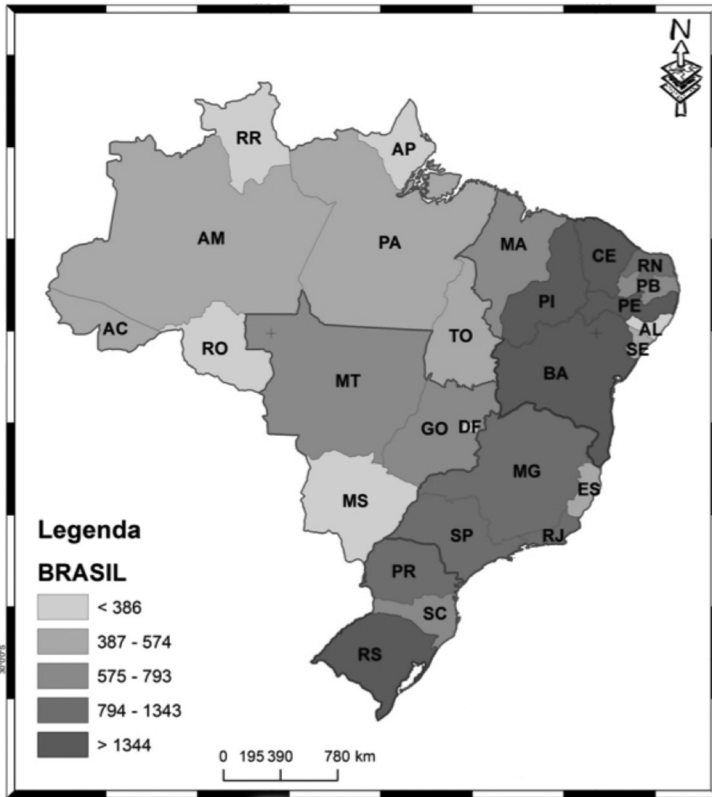 N
RR
AP
AM
PA
MA
CE
RN
PB
PE
PI
AC
AL
TO
RO
SE
BA
MT
GO DF
MG
MS
ES
SP
RJ
PR
SC
RS
Legenda
BRASIL
< 386
387 - 574
575 - 793
794 - 1343
> 1344
0 195 390 780 km